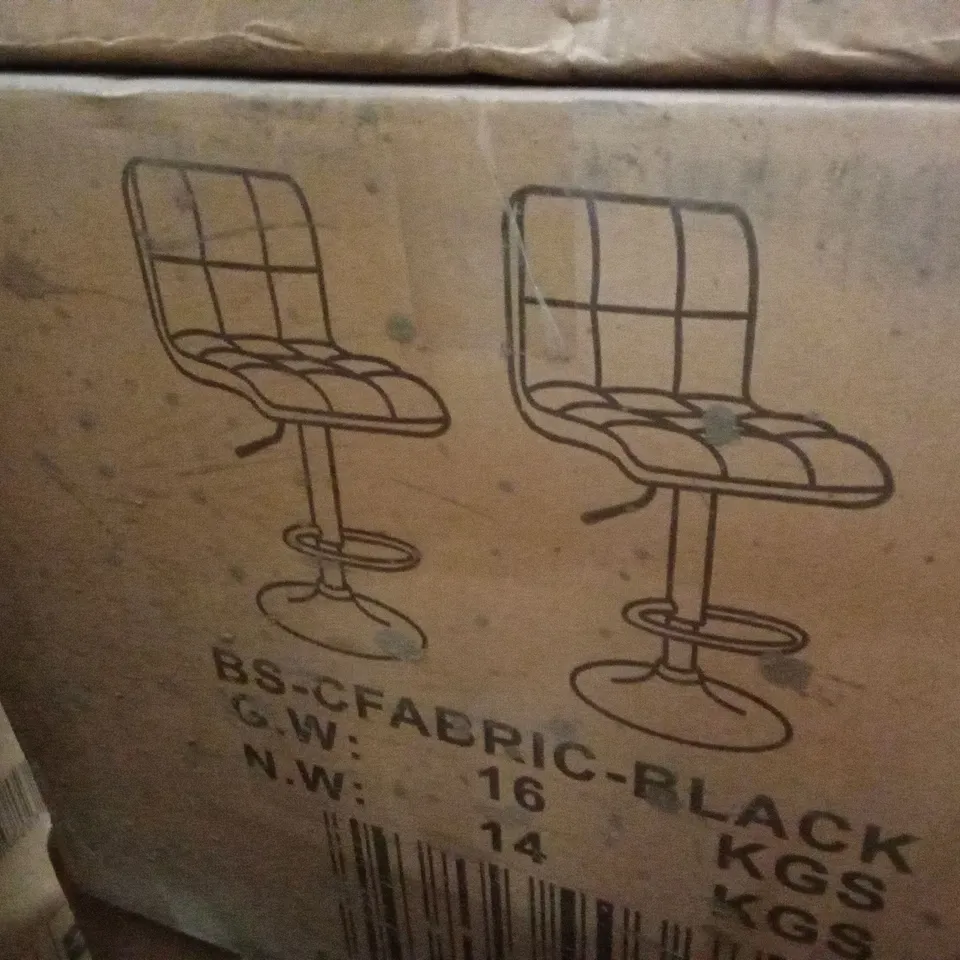 BS-CFABRIC-BLACK
G.W: 16 KGS
N.W: 14 KGS